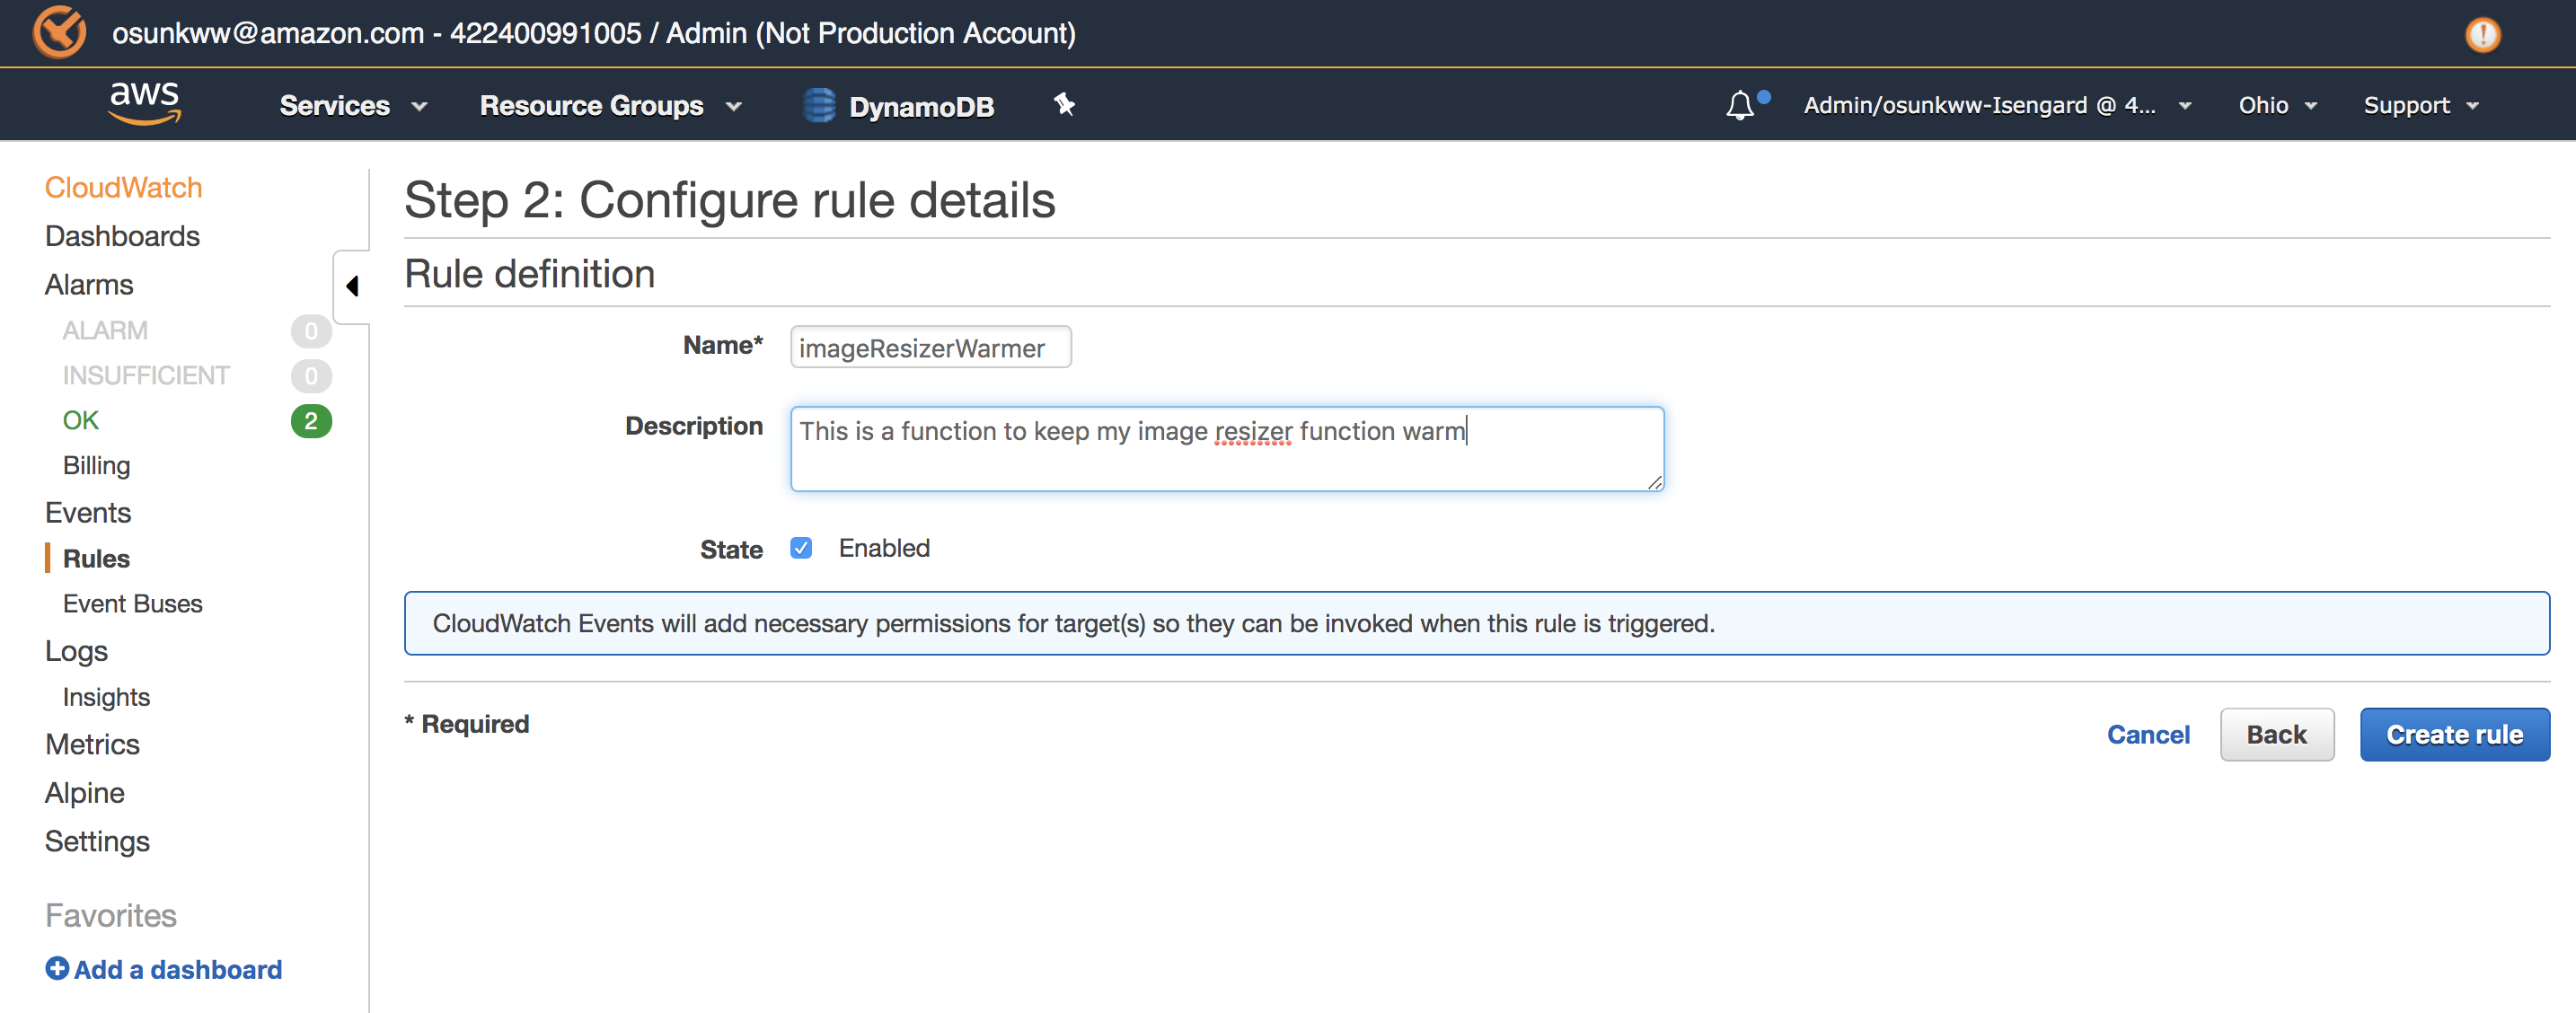 osunkww@amazon.com - 422400991005 / Admin (Not Production Account)
aws Services Resource Groups DynamoDB Admin/osunkww-Isengard @ 4... Ohio Support
CloudWatch
Dashboards
Alarms
ALARM 0
INSUFFICIENT 0
OK 2
Billing
Events
Rules
Event Buses
Logs
Insights
Metrics
Alpine
Settings
Favorites
Add a dashboard
Step 2: Configure rule details
Rule definition
Name* imageResizerWarmer
Description This is a function to keep my image resizer function warm
State Enabled
CloudWatch Events will add necessary permissions for target(s) so they can be invoked when this rule is triggered.
* Required
Cancel Back Create rule